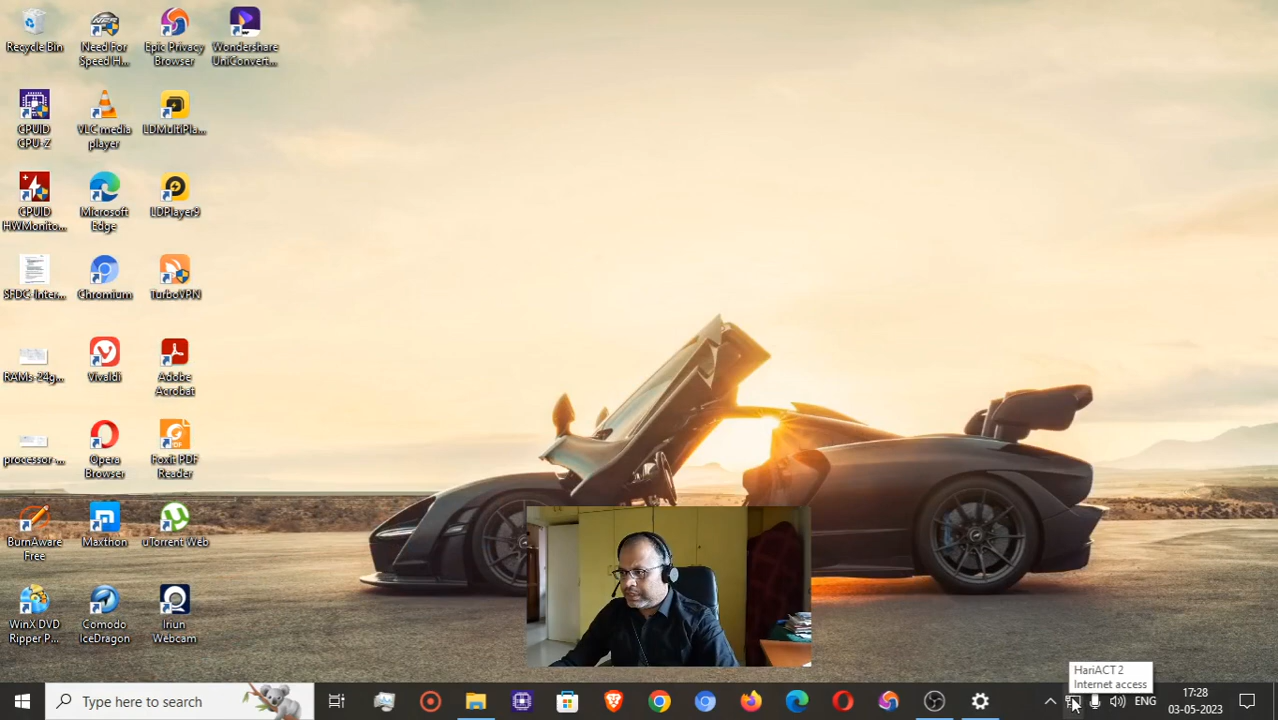 Recycle Bin
Need For
Speed H...
Epic Privacy
Browser
Wondershare
UniConvert...
CPUID
CPU-Z
VLC media
player
LDMultiPla...
CPUID
HWMonito...
Microsoft
Edge
LDPlayer9
SFDC-Inter...
Chromium
TurboVPN
RAMs-24g...
Vivaldi
Adobe
Acrobat
processor-...
Opera
Browser
Foxit PDF
Reader
BurnAware
Free
Maxthon
uTorrent Web
WinX DVD
Ripper P...
Comodo
IceDragon
Iriun
Webcam
HariACT 2
Internet access
Type here to search
ENG
17:28
03-05-2023